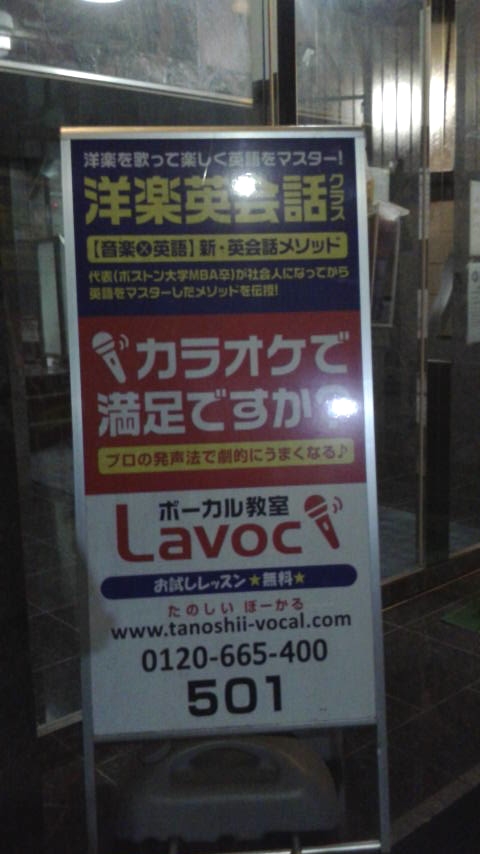 洋楽を歌って楽しく英語をマスター!
洋楽英会話クラス
【音楽×英語】新・英会話メソッド
代表(ボストン大学MBA卒)が社会人になってから
英語をマスターしたメソッドを伝授!
カラオケで
満足ですか?
プロの発声法で劇的にうまくなる♪
ボーカル教室
Lavoc
お試しレッスン★無料★
たのしい ぼーかる
www.tanoshii-vocal.com
0120-665-400
501